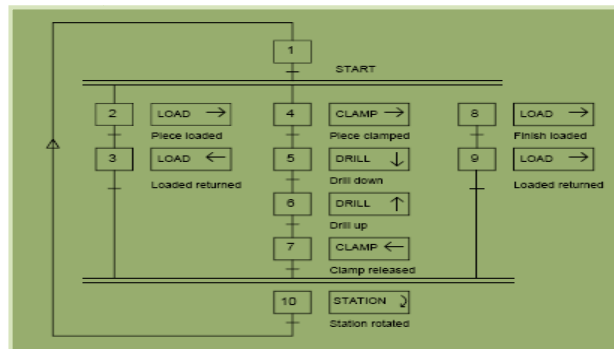 1
START
2 LOAD → 4 CLAMP → 8 LOAD →
Piece loaded Piece clamped Finish loaded
3 LOAD ← 5 DRILL ↓ 9 LOAD →
Loaded returned Drill down Loaded returned
6 DRILL ↑
Drill up
7 CLAMP ←
Clamp released
10 STATION
Station rotated